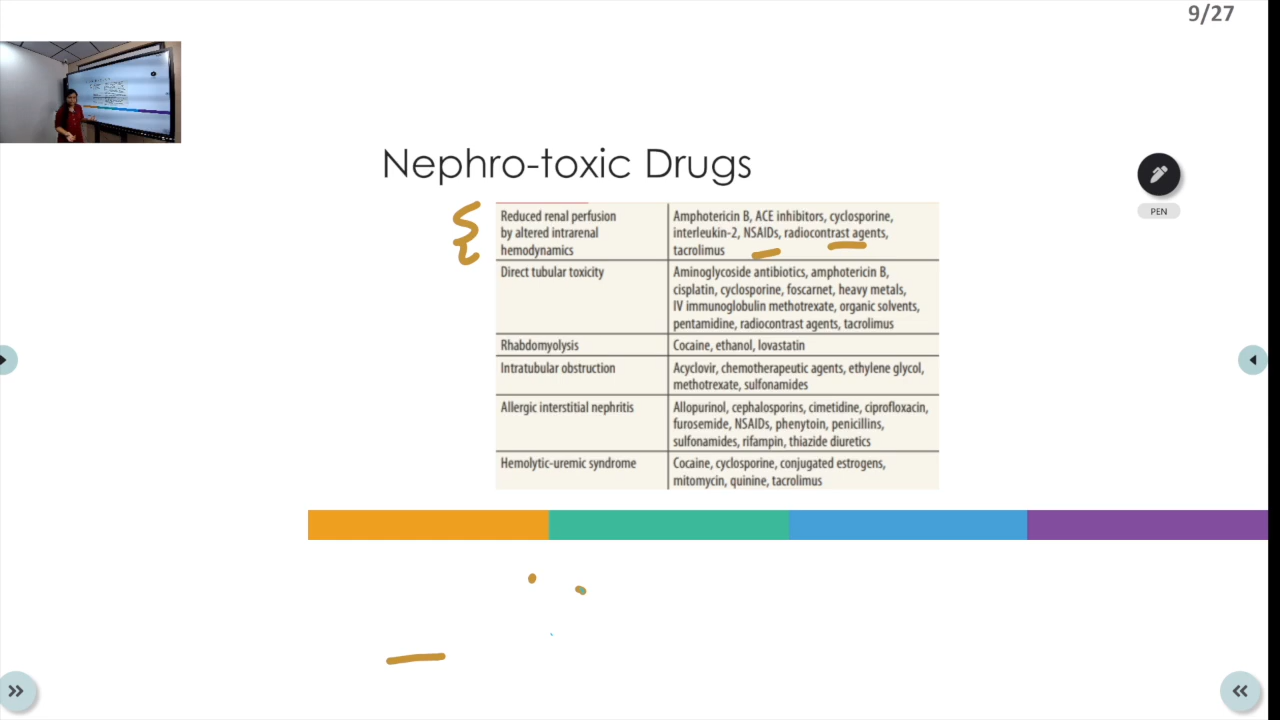 9/27
Nephro-toxic Drugs
PEN
Reduced renal perfusion
by altered intrarenal
hemodynamics
Amphotericin B, ACE inhibitors, cyclosporine,
interleukin-2, NSAIDs, radiocontrast agents,
tacrolimus
Direct tubular toxicity
Aminoglycoside antibiotics, amphotericin B,
cisplatin, cyclosporine, foscarnet, heavy metals,
IV immunoglobulin methotrexate, organic solvents,
pentamidine, radiocontrast agents, tacrolimus
Rhabdomyolysis
Cocaine, ethanol, lovastatin
Intratubular obstruction
Acyclovir, chemotherapeutic agents, ethylene glycol,
methotrexate, sulfonamides
Allergic interstitial nephritis
Allopurinol, cephalosporins, cimetidine, ciprofloxacin,
furosemide, NSAIDs, phenytoin, penicillins,
sulfonamides, rifampin, thiazide diuretics
Hemolytic-uremic syndrome
Cocaine, cyclosporine, conjugated estrogens,
mitomycin, quinine, tacrolimus